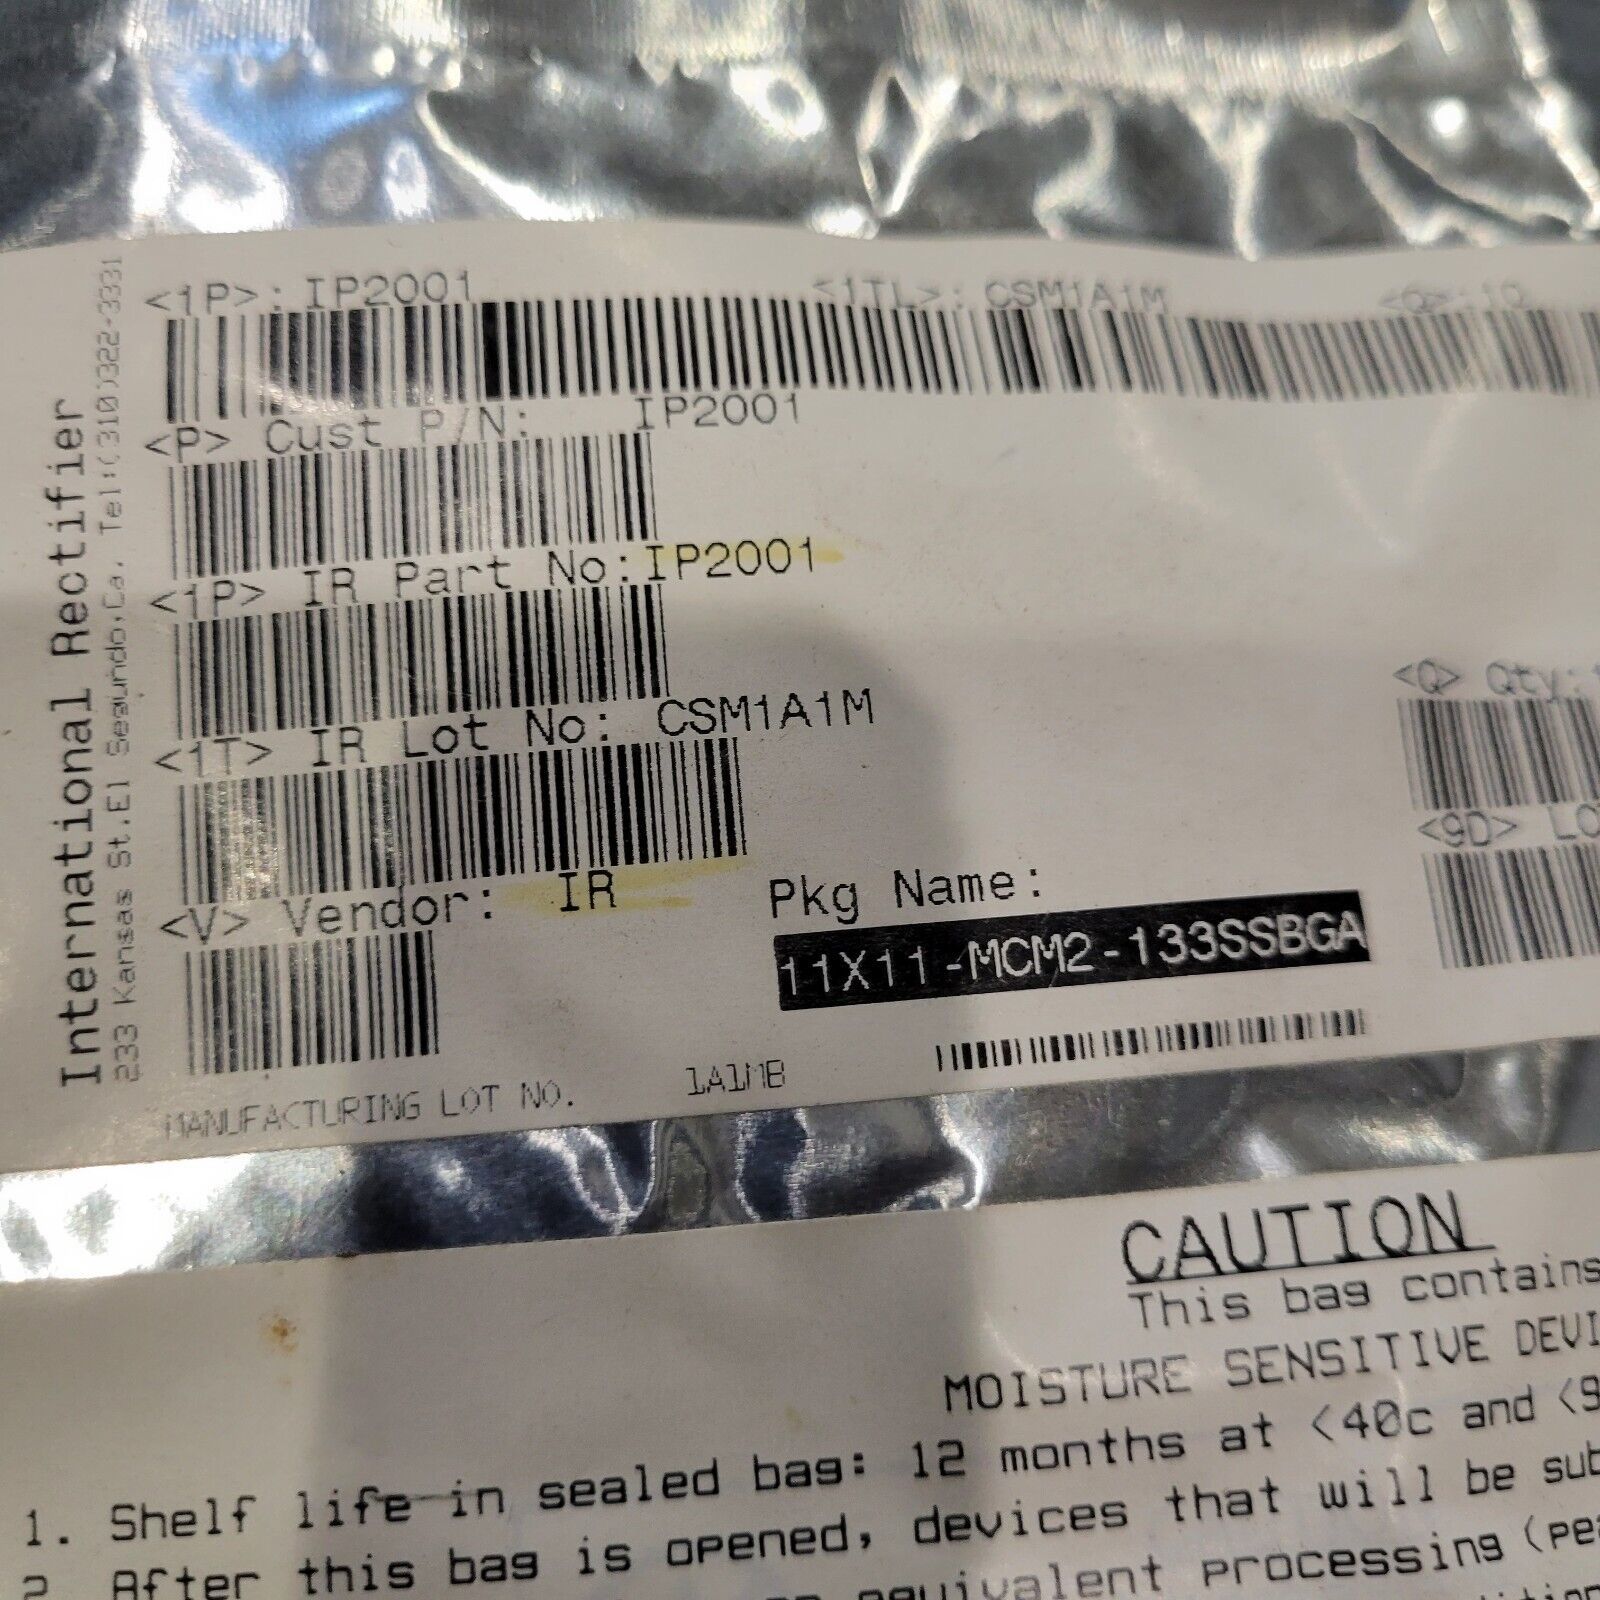 International Rectifier
233 Kansas St.El Segundo,Ca. Tel:(310)322-3331
<1P>: IP2001 <1TL>: CSM1A1M <Q>:10
<P> Cust P/N: IP2001
<1P> IR Part No:IP2001
<1T> IR Lot No: CSM1A1M
<Q> Qty:
<9D>
<V> Vendor: IR
Pkg Name:
11X11-MCM2-133SSBGA
MANUFACTURING LOT NO. 1A1MB
CAUTION
This bag contains
MOISTURE SENSITIVE
1. Shelf life in sealed bag: 12 months at <40c and
2. After this bag is opened, devices that will be
equivalent processing